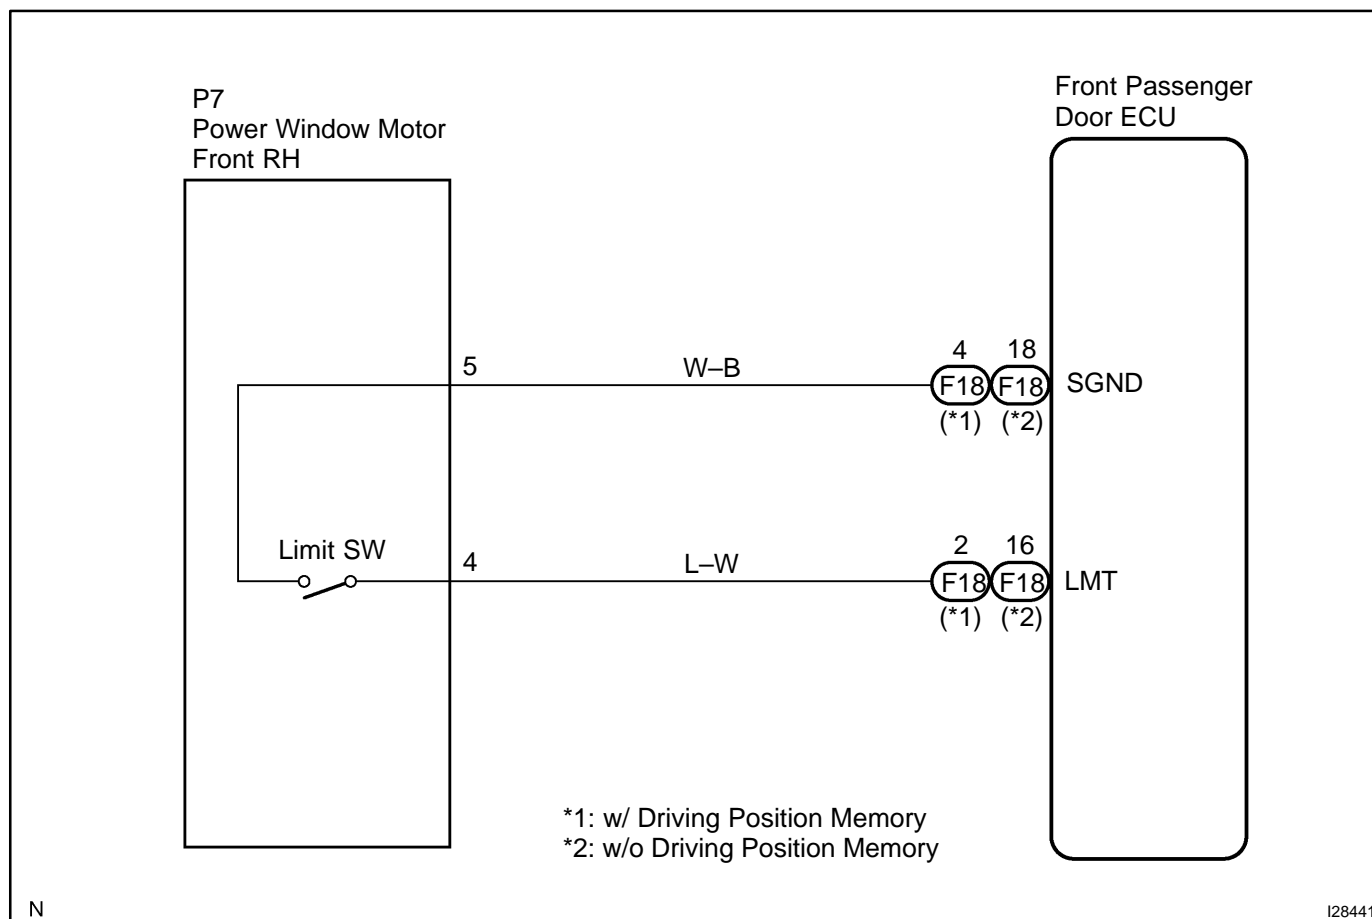 P7
Power Window Motor
Front RH
Front Passenger
Door ECU
5
W–B
4 18
F18 F18
SGND
(*1) (*2)
Limit SW
4
L–W
2 16
F18 F18
LMT
(*1) (*2)
*1: w/ Driving Position Memory
*2: w/o Driving Position Memory
N
I28441